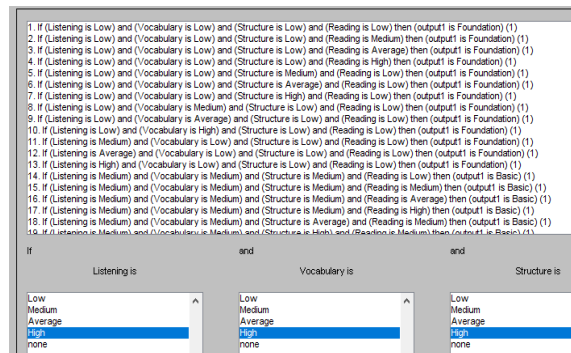 1. If (Listening is Low) and (Vocabulary is Low) and (Structure is Low) and (Reading is Low) then (output1 is Foundation) (1)
2. If (Listening is Low) and (Vocabulary is Low) and (Structure is Low) and (Reading is Medium) then (output1 is Foundation) (1)
3. If (Listening is Low) and (Vocabulary is Low) and (Structure is Low) and (Reading is Average) then (output1 is Foundation) (1)
4. If (Listening is Low) and (Vocabulary is Low) and (Structure is Low) and (Reading is High) then (output1 is Foundation) (1)
5. If (Listening is Low) and (Vocabulary is Low) and (Structure is Medium) and (Reading is Low) then (output1 is Foundation) (1)
6. If (Listening is Low) and (Vocabulary is Low) and (Structure is Average) and (Reading is Low) then (output1 is Foundation) (1)
7. If (Listening is Low) and (Vocabulary is Low) and (Structure is High) and (Reading is Low) then (output1 is Foundation) (1)
8. If (Listening is Low) and (Vocabulary is Medium) and (Structure is Low) and (Reading is Low) then (output1 is Foundation) (1)
9. If (Listening is Low) and (Vocabulary is Average) and (Structure is Low) and (Reading is Low) then (output1 is Foundation) (1)
10. If (Listening is Low) and (Vocabulary is High) and (Structure is Low) and (Reading is Low) then (output1 is Foundation) (1)
11. If (Listening is Medium) and (Vocabulary is Low) and (Structure is Low) and (Reading is Low) then (output1 is Foundation) (1)
12. If (Listening is Average) and (Vocabulary is Low) and (Structure is Low) and (Reading is Low) then (output1 is Foundation) (1)
13. If (Listening is High) and (Vocabulary is Low) and (Structure is Low) and (Reading is Low) then (output1 is Foundation) (1)
14. If (Listening is Medium) and (Vocabulary is Medium) and (Structure is Medium) and (Reading is Low) then (output1 is Basic) (1)
15. If (Listening is Medium) and (Vocabulary is Medium) and (Structure is Medium) and (Reading is Medium) then (output1 is Basic) (1)
16. If (Listening is Medium) and (Vocabulary is Medium) and (Structure is Medium) and (Reading is Average) then (output1 is Basic) (1)
17. If (Listening is Medium) and (Vocabulary is Medium) and (Structure is Medium) and (Reading is High) then (output1 is Basic) (1)
18. If (Listening is Medium) and (Vocabulary is Medium) and (Structure is Average) and (Reading is Medium) then (output1 is Basic) (1)
19. If (Listening is Medium) and (Vocabulary is Medium) and (Structure is High) and (Reading is Medium) then (output1 is Basic) (1)
If and and
Listening is Vocabulary is Structure is
Low Low Low
Medium Medium Medium
Average Average Average
High High High
none none none